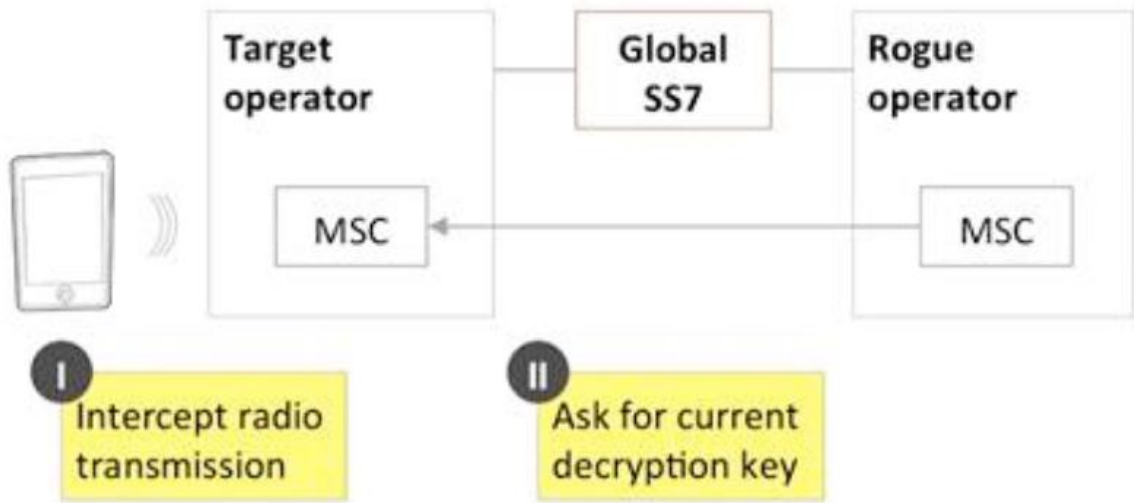 Target
operator
Global
SS7
Rogue
operator
MSC
MSC
I
Intercept radio
transmission
II
Ask for current
decryption key